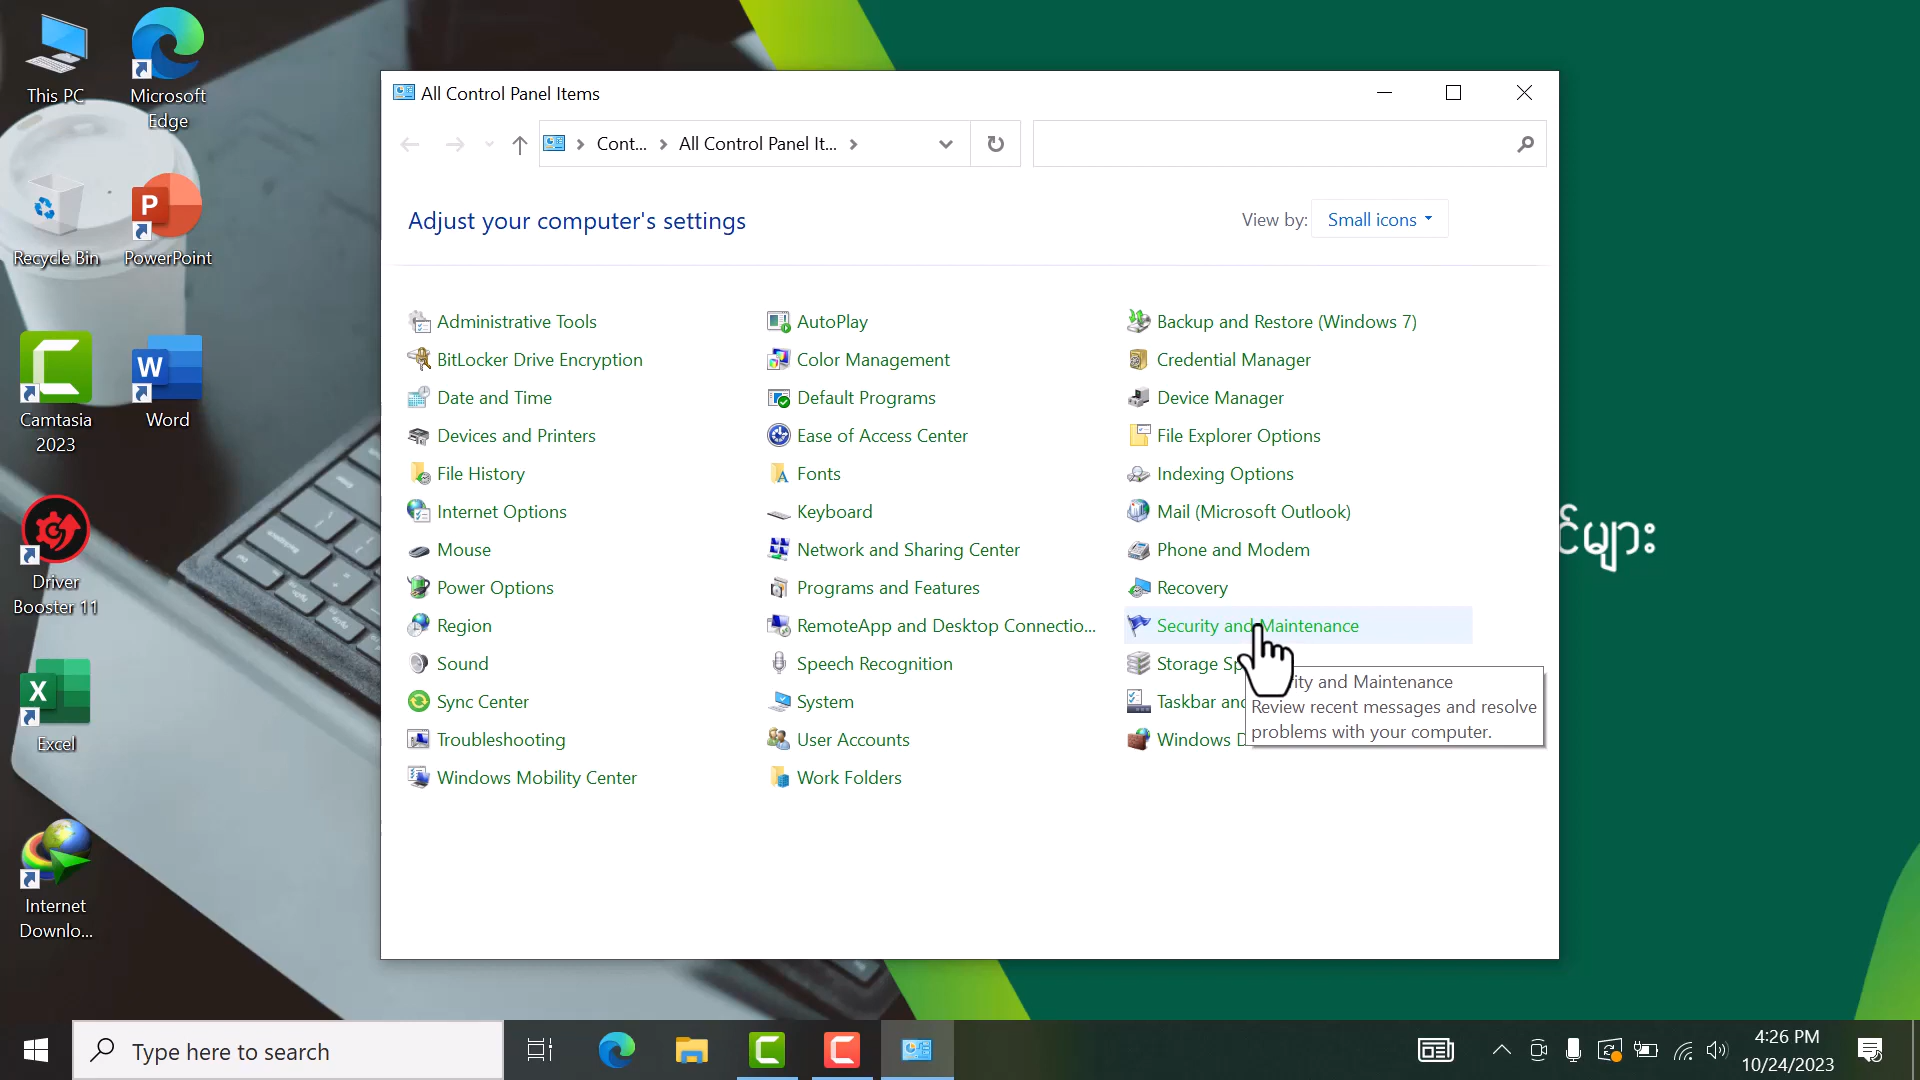 This PC
Microsoft
Edge
Recycle Bin
PowerPoint
Camtasia
2023
Word
Driver
Booster 11
Excel
Internet
Downlo...
All Control Panel Items
Cont...
All Control Panel It...
Adjust your computer's settings
View by:
Small icons
Administrative Tools
AutoPlay
Backup and Restore (Windows 7)
BitLocker Drive Encryption
Color Management
Credential Manager
Date and Time
Default Programs
Device Manager
Devices and Printers
Ease of Access Center
File Explorer Options
File History
Fonts
Indexing Options
Internet Options
Keyboard
Mail (Microsoft Outlook)
Mouse
Network and Sharing Center
Phone and Modem
Power Options
Programs and Features
Recovery
Region
RemoteApp and Desktop Connectio...
Security and Maintenance
Sound
Speech Recognition
Storage Sp
Sync Center
System
Taskbar and
Troubleshooting
User Accounts
Windows D
Windows Mobility Center
Work Folders
ity and Maintenance
Review recent messages and resolve
problems with your computer.
များ
Type here to search
4:26 PM
10/24/2023